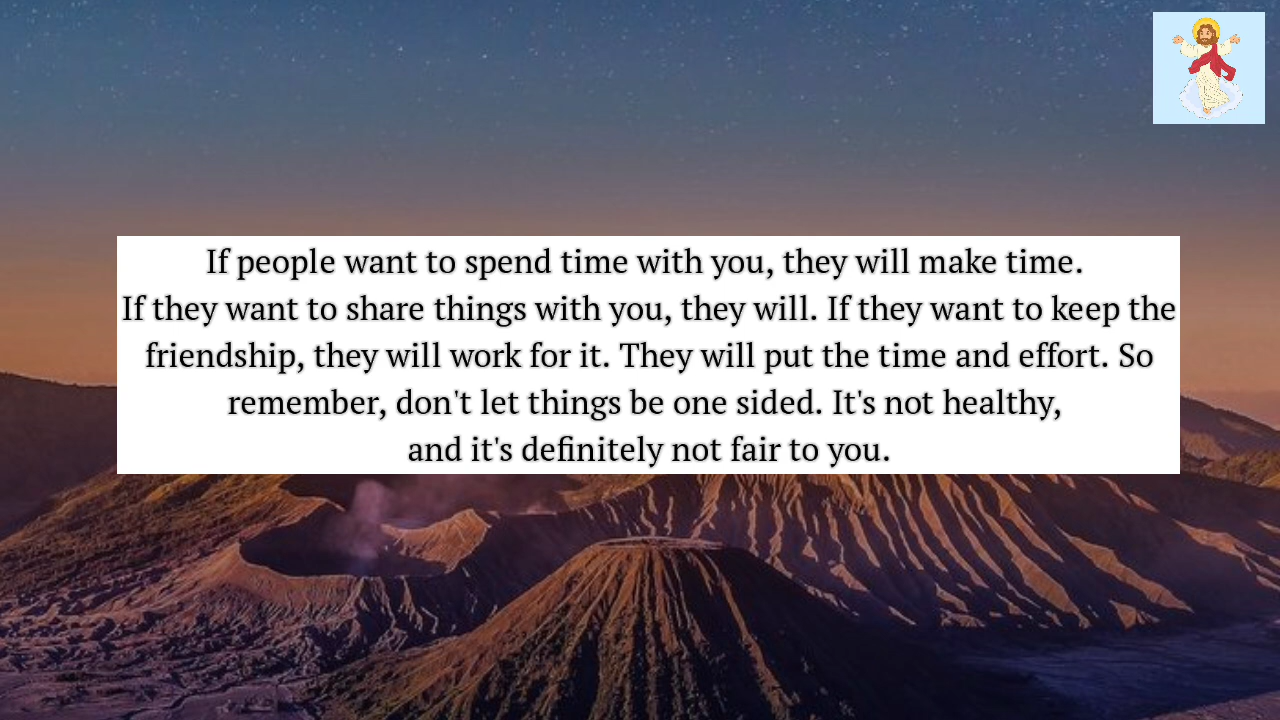 If people want to spend time with you, they will make time.
If they want to share things with you, they will. If they want to keep the
friendship, they will work for it. They will put the time and effort. So
remember, don't let things be one sided. It's not healthy,
and it's definitely not fair to you.